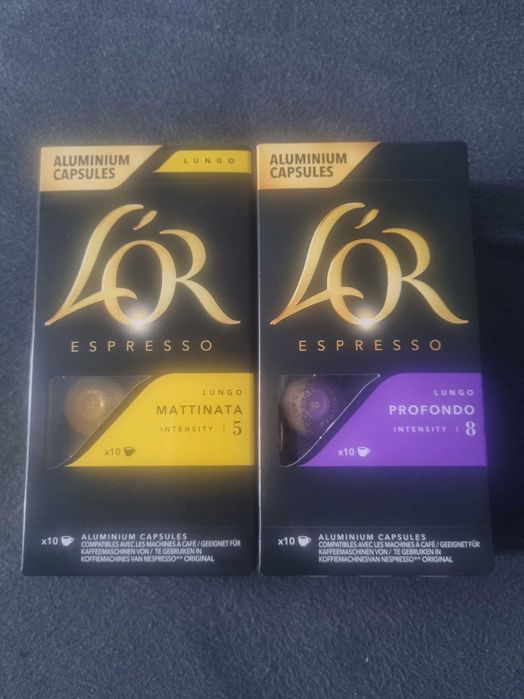 ALUMINIUM
CAPSULES
LUNGO
L'OR
ESPRESSO
LUNGO
MATTINATA
INTENSITY | 5
x10
x10 ALUMINIUM CAPSULES
COMPATIBLES AVEC LES MACHINES À CAFÉ / GEEIGNET FÜR
KAFFEEMASCHINEN VON / TE GEBRUIKEN IN
KOFFIEMACHINES VAN NESPRESSO** ORIGINAL
ALUMINIUM
CAPSULES
L'OR
ESPRESSO
LUNGO
PROFONDO
INTENSITY | 8
x10
x10 ALUMINIUM CAPSULES
COMPATIBLES AVEC LES MACHINES À CAFÉ / GEEIGNET FÜR
KAFFEEMASCHINEN VON / TE GEBRUIKEN IN
KOFFIEMACHINESVAN NESPRESSO** ORIGINAL